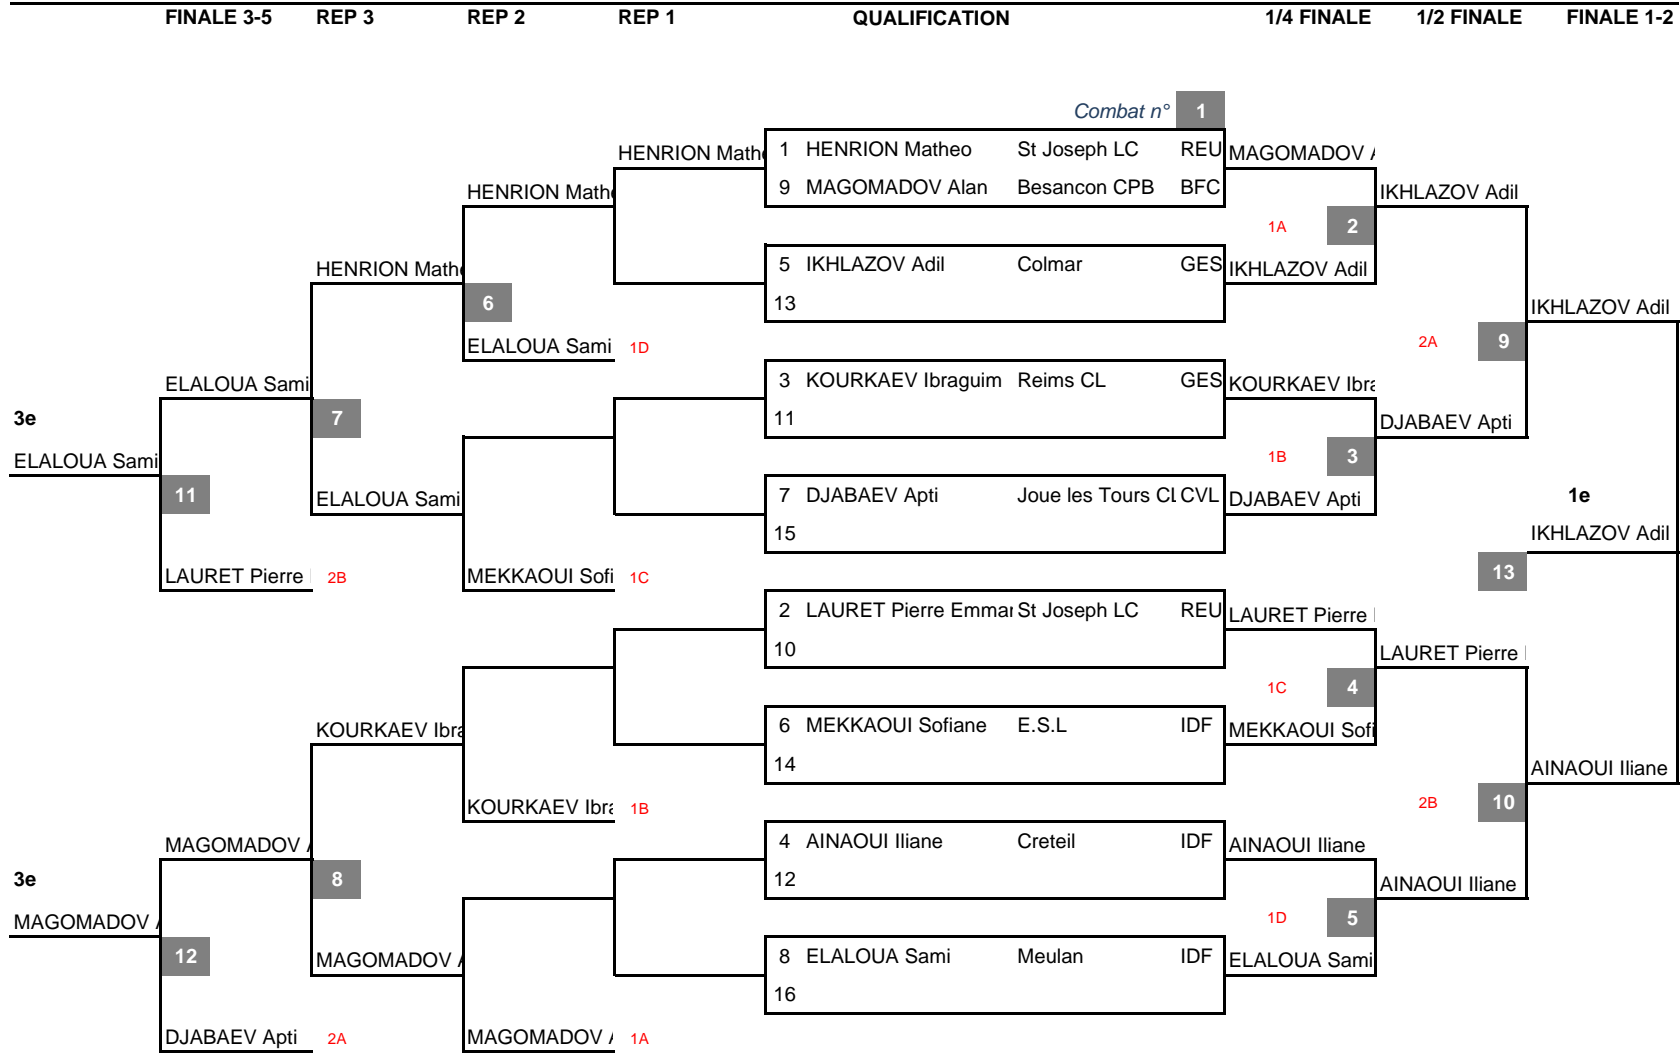 FINALE 3-5 REP 3 REP 2 REP 1 QUALIFICATION 1/4 FINALE 1/2 FINALE FINALE 1-2
Combat n° 1
HENRION Mathe 1 HENRION Matheo St Joseph LC REU MAGOMADOV A
HENRION Mathe 9 MAGOMADOV Alan Besancon CPB BFC IKHLAZOV Adil
1A 2
HENRION Mathe 5 IKHLAZOV Adil Colmar GES IKHLAZOV Adil
6 13 IKHLAZOV Adil
ELALOUA Sami 1D 2A 9
ELALOUA Sami 3 KOURKAEV Ibraguim Reims CL GES KOURKAEV Ibra
3e 7 11 DJABAEV Apti
ELALOUA Sami 1B 3
11 ELALOUA Sami 7 DJABAEV Apti Joue les Tours CL CVL DJABAEV Apti 1e
15 IKHLAZOV Adil
LAURET Pierre 2B MEKKAOUI Sofi 1C 13
2 LAURET Pierre Emmar St Joseph LC REU LAURET Pierre
10 LAURET Pierre
1C 4
KOURKAEV Ibra 6 MEKKAOUI Sofiane E.S.L IDF MEKKAOUI Sofi
14 AINAOUI Iliane
KOURKAEV Ibra 1B 2B 10
MAGOMADOV A 4 AINAOUI Iliane Creteil IDF AINAOUI Iliane
3e 8 12 AINAOUI Iliane
MAGOMADOV A 1D 5
12 MAGOMADOV A 8 ELALOUA Sami Meulan IDF ELALOUA Sami
16
DJABAEV Apti 2A MAGOMADOV A 1A